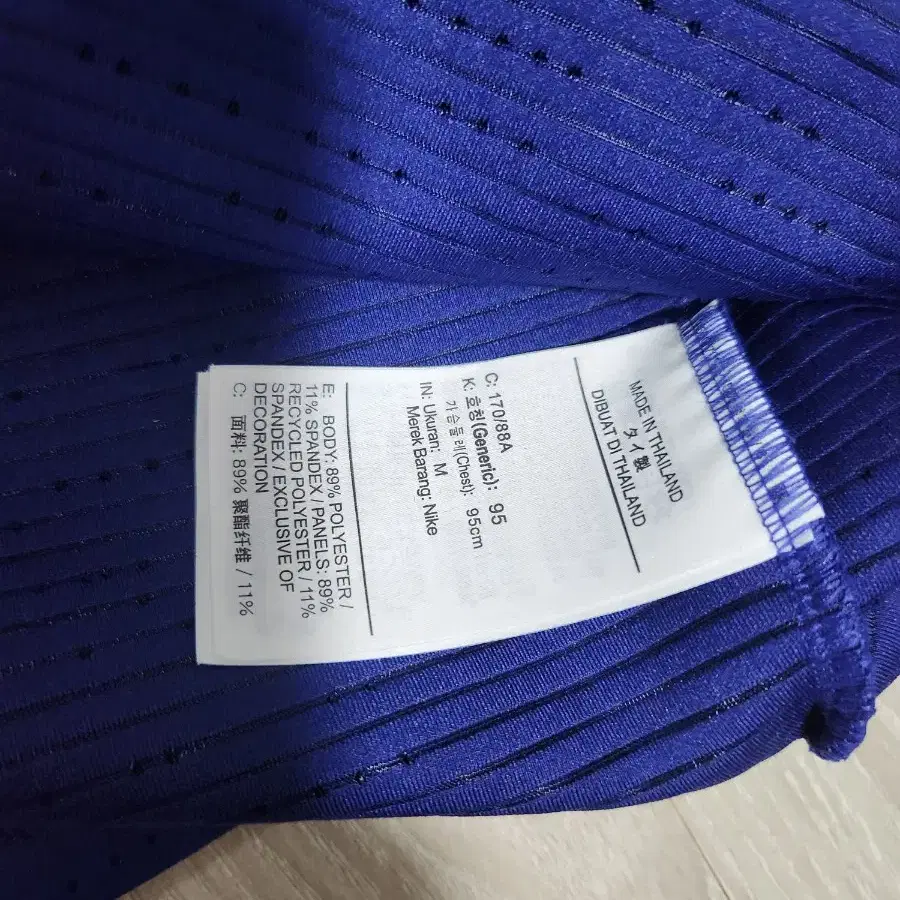 MADE IN THAILAND
タイ製
DIBUAT DI THAILAND
C: 170/88A
K: 호칭(Generic): 95
가슴둘레(Chest): 95cm
IN: Ukuran: M
Merek Barang: Nike
E: BODY: 89% POLYESTER /
11% SPANDEX / PANELS: 89%
RECYCLED POLYESTER / 11%
SPANDEX / EXCLUSIVE OF
DECORATION
C: 面料: 89% 聚酯纤维 / 11%